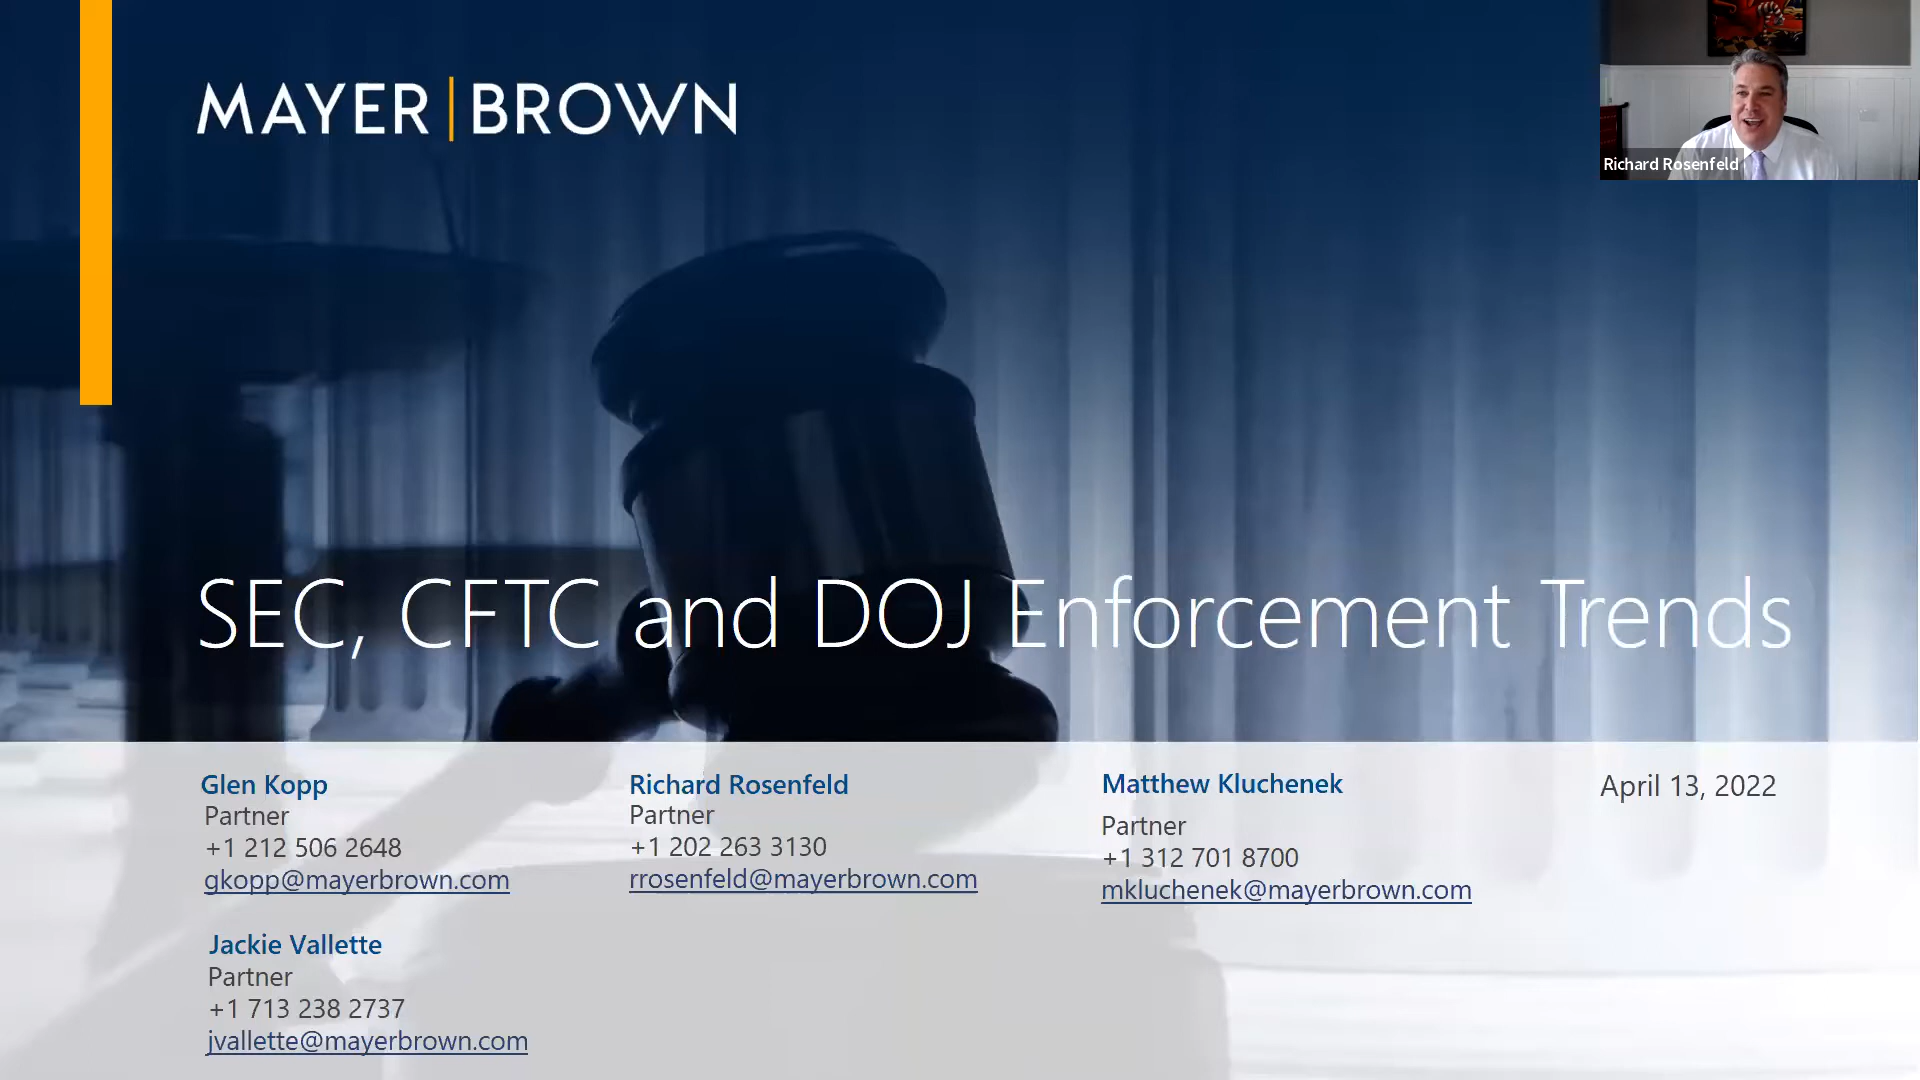 MAYER | BROWN
Richard Rosenfeld
SEC, CFTC and DOJ Enforcement Trends
Glen Kopp
Partner
+1 212 506 2648
gkopp@mayerbrown.com
Richard Rosenfeld
Partner
+1 202 263 3130
rrosenfeld@mayerbrown.com
Matthew Kluchenek
Partner
+1 312 701 8700
mkluchenek@mayerbrown.com
April 13, 2022
Jackie Vallette
Partner
+1 713 238 2737
jvallette@mayerbrown.com